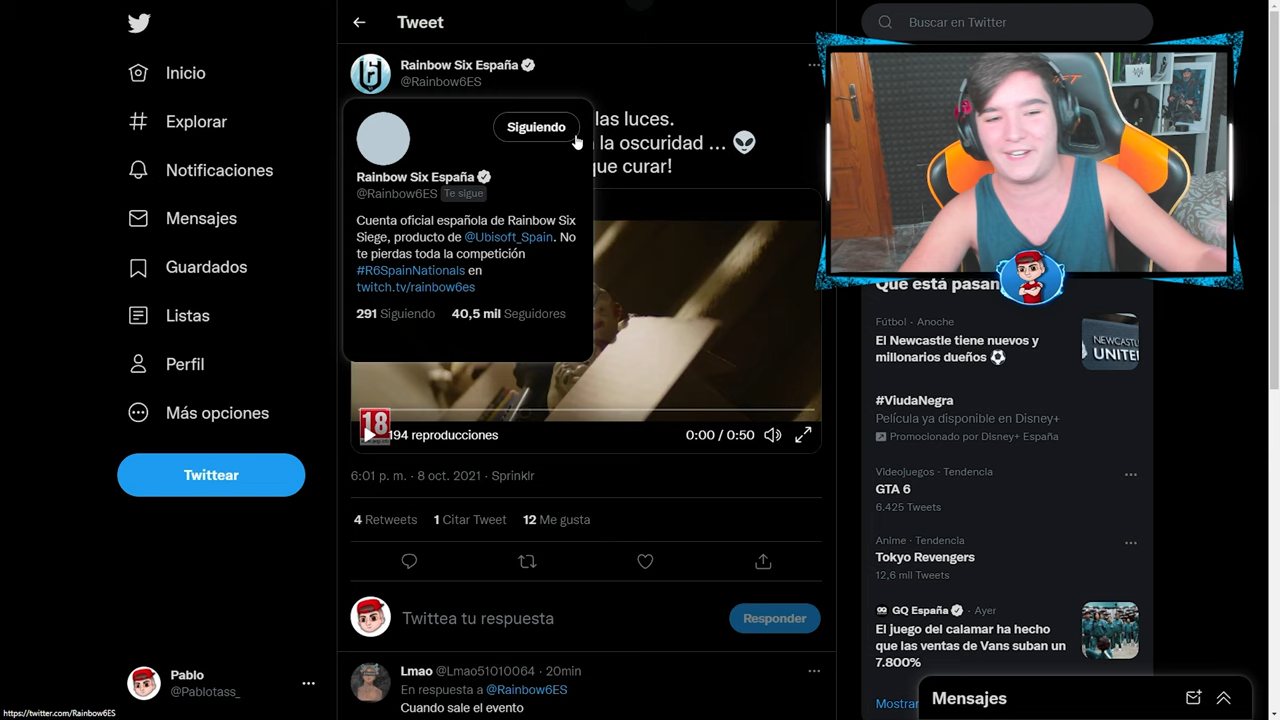 Inicio
Explorar
Notificaciones
Mensajes
Guardados
Listas
Perfil
Más opciones
Twittear
Pablo
@Pablotass_
https://twitter.com/Rainbow6ES
Tweet
Rainbow Six España
@Rainbow6ES
las luces.
la oscuridad ... 👽
que curar!
Siguiendo
Rainbow Six España
@Rainbow6ES Te sigue
Cuenta oficial española de Rainbow Six
Siege, producto de @Ubisoft_Spain. No
te pierdas toda la competición
#R6SpainNationals en
twitch.tv/rainbow6es
291 Siguiendo 40,5 mil Seguidores
18
194 reproducciones
0:00 / 0:50
6:01 p. m. · 8 oct. 2021 · Sprinklr
4 Retweets 1 Citar Tweet 12 Me gusta
Twittea tu respuesta
Responder
Lmao @Lmao51010064 · 20min
En respuesta a @Rainbow6ES
Cuando sale el evento
Buscar en Twitter
Qué está pasan
Fútbol · Anoche
El Newcastle tiene nuevos y
millonarios dueños ⚽
NEWCASTLE
UNITE
#ViudaNegra
Película ya disponible en Disney+
Promocionado por Disney+ España
Videojuegos · Tendencia
GTA 6
6.425 Tweets
Anime · Tendencia
Tokyo Revengers
12,6 mil Tweets
GQ España · Ayer
El juego del calamar ha hecho
que las ventas de Vans suban un
7.800%
Mostrar
Mensajes